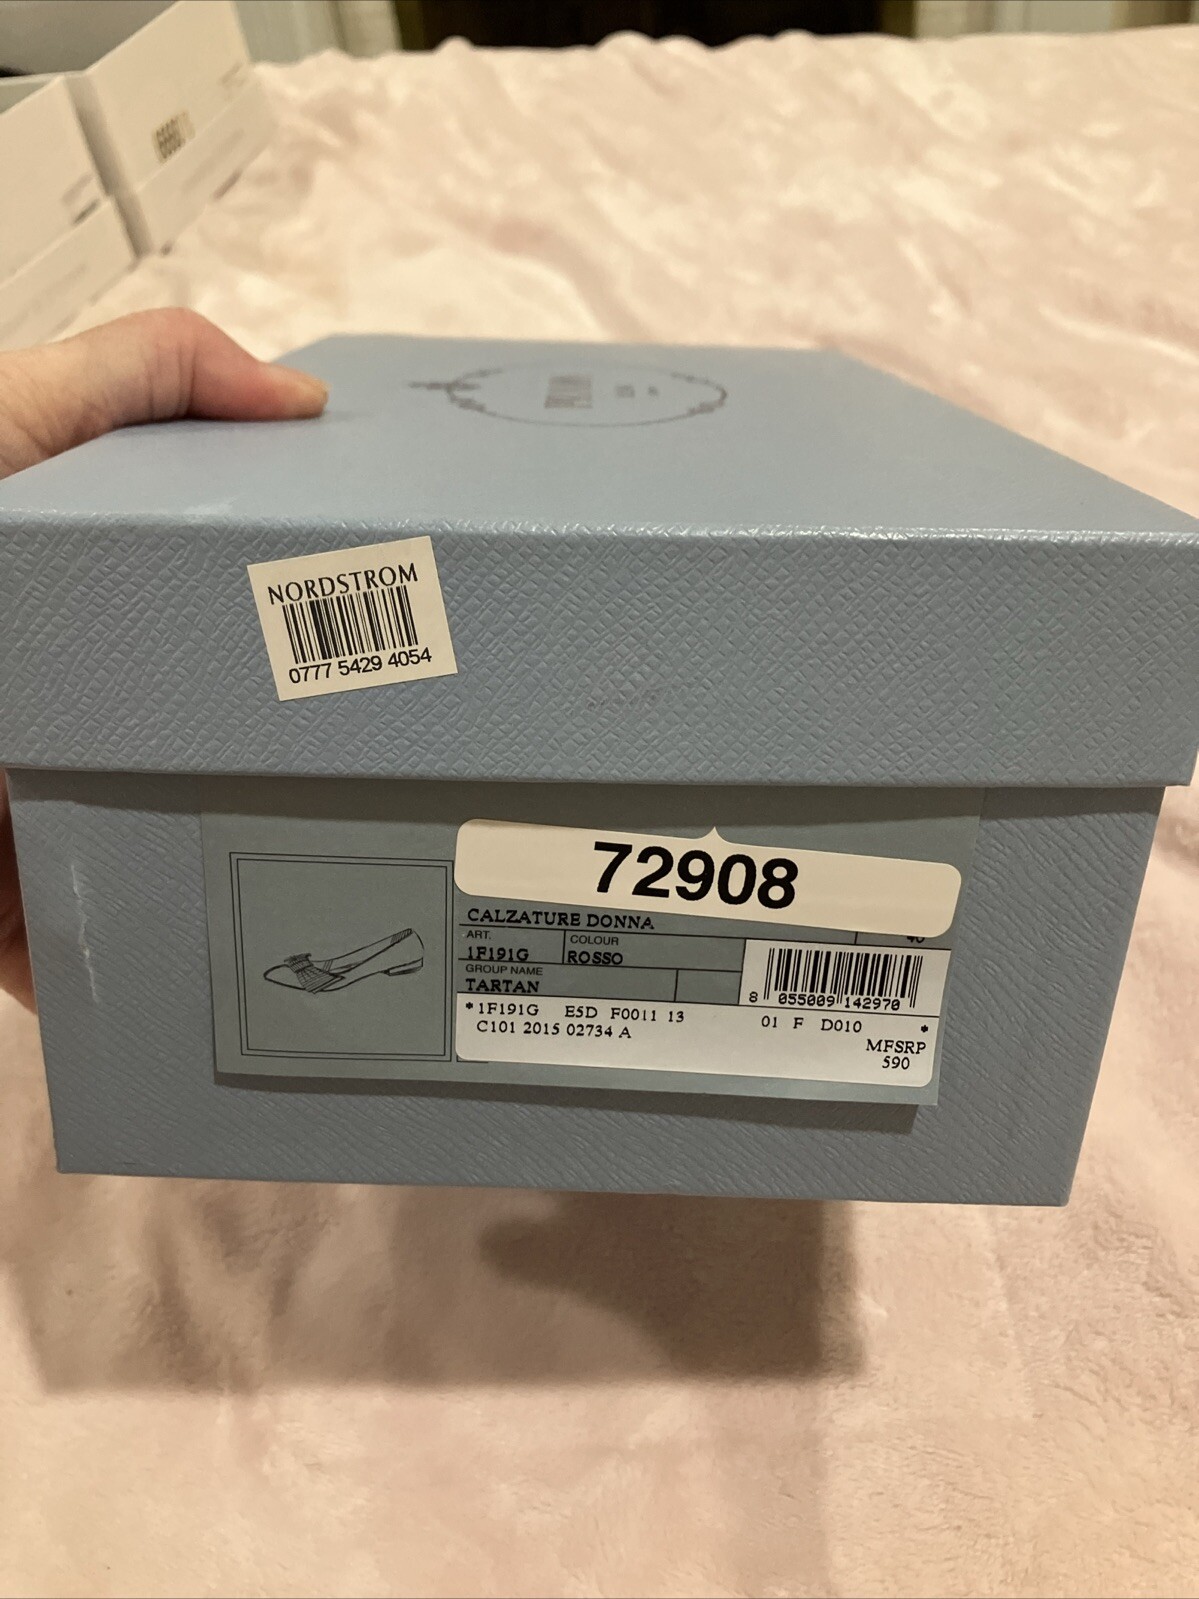 NORDSTROM
0777 5429 4054
72908
CALZATURE DONNA
40
ART.
1F191G
COLOUR
ROSSO
GROUP NAME
TARTAN
8 055009 142970
*1F191G E5D F0011 13 01 F D010 *
C101 2015 02734 A
MFSRP
590